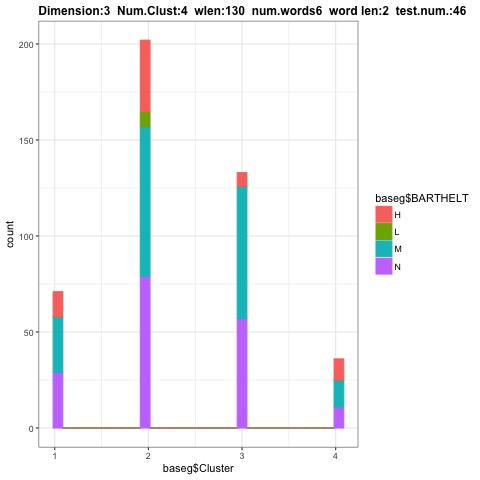 Dimension:3 Num.Clust:4 wlen:130 num.words6 word len:2 test.num.:46
200
150
100
50
0
count
1 2 3 4
baseg$Cluster
baseg$BARTHELT
H
L
M
N